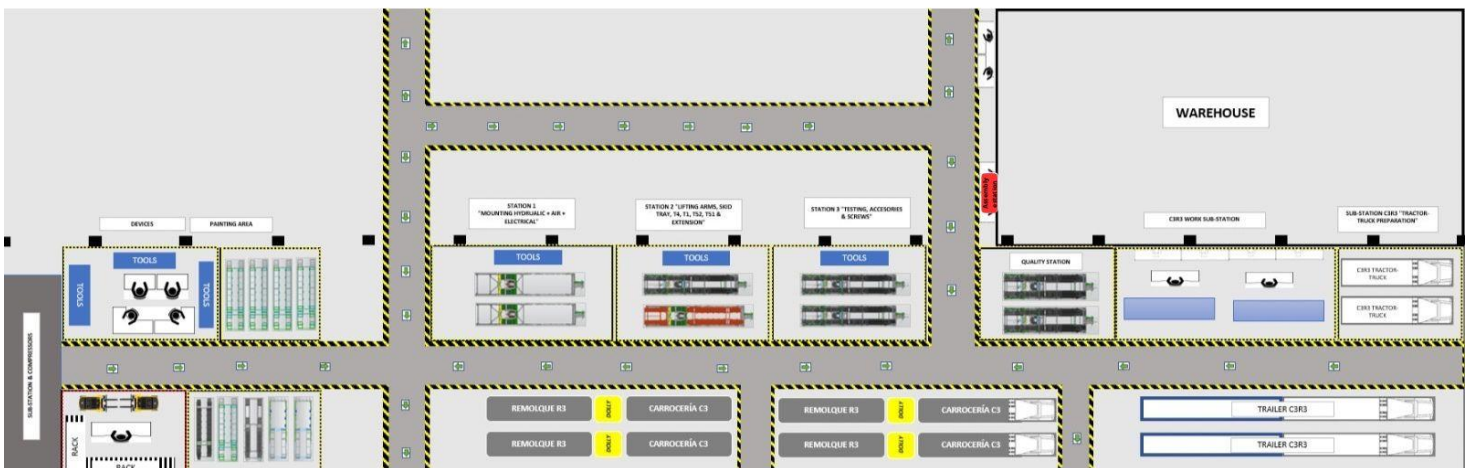 WAREHOUSE
Assembly
station
DEVICES
PAINTING AREA
STATION 1
"MOUNTING HYDRUALIC + AIR +
ELECTRICAL"
STATION 2 "LIFTING ARMS, SKID
TRAY, T4, T1, TS2, TS1 &
EXTENSION"
STATION 3 "TESTING, ACCESORIES
& SCREWS"
C3R3 WORK SUB-STATION
SUB-STATION C3R3 "TRACTOR-
TRUCK PREPARATION"
TOOLS
TOOLS
TOOLS
TOOLS
TOOLS
TOOLS
QUALITY STATION
C3R3 TRACTOR-
TRUCK
C3R3 TRACTOR-
TRUCK
SUB-STATION & COMPRESSORS
REMOLQUE R3
DOLLY
CARROCERÍA C3
REMOLQUE R3
DOLLY
CARROCERÍA C3
TRAILER C3R3
REMOLQUE R3
DOLLY
CARROCERÍA C3
REMOLQUE R3
DOLLY
CARROCERÍA C3
TRAILER C3R3
RACK
RACK